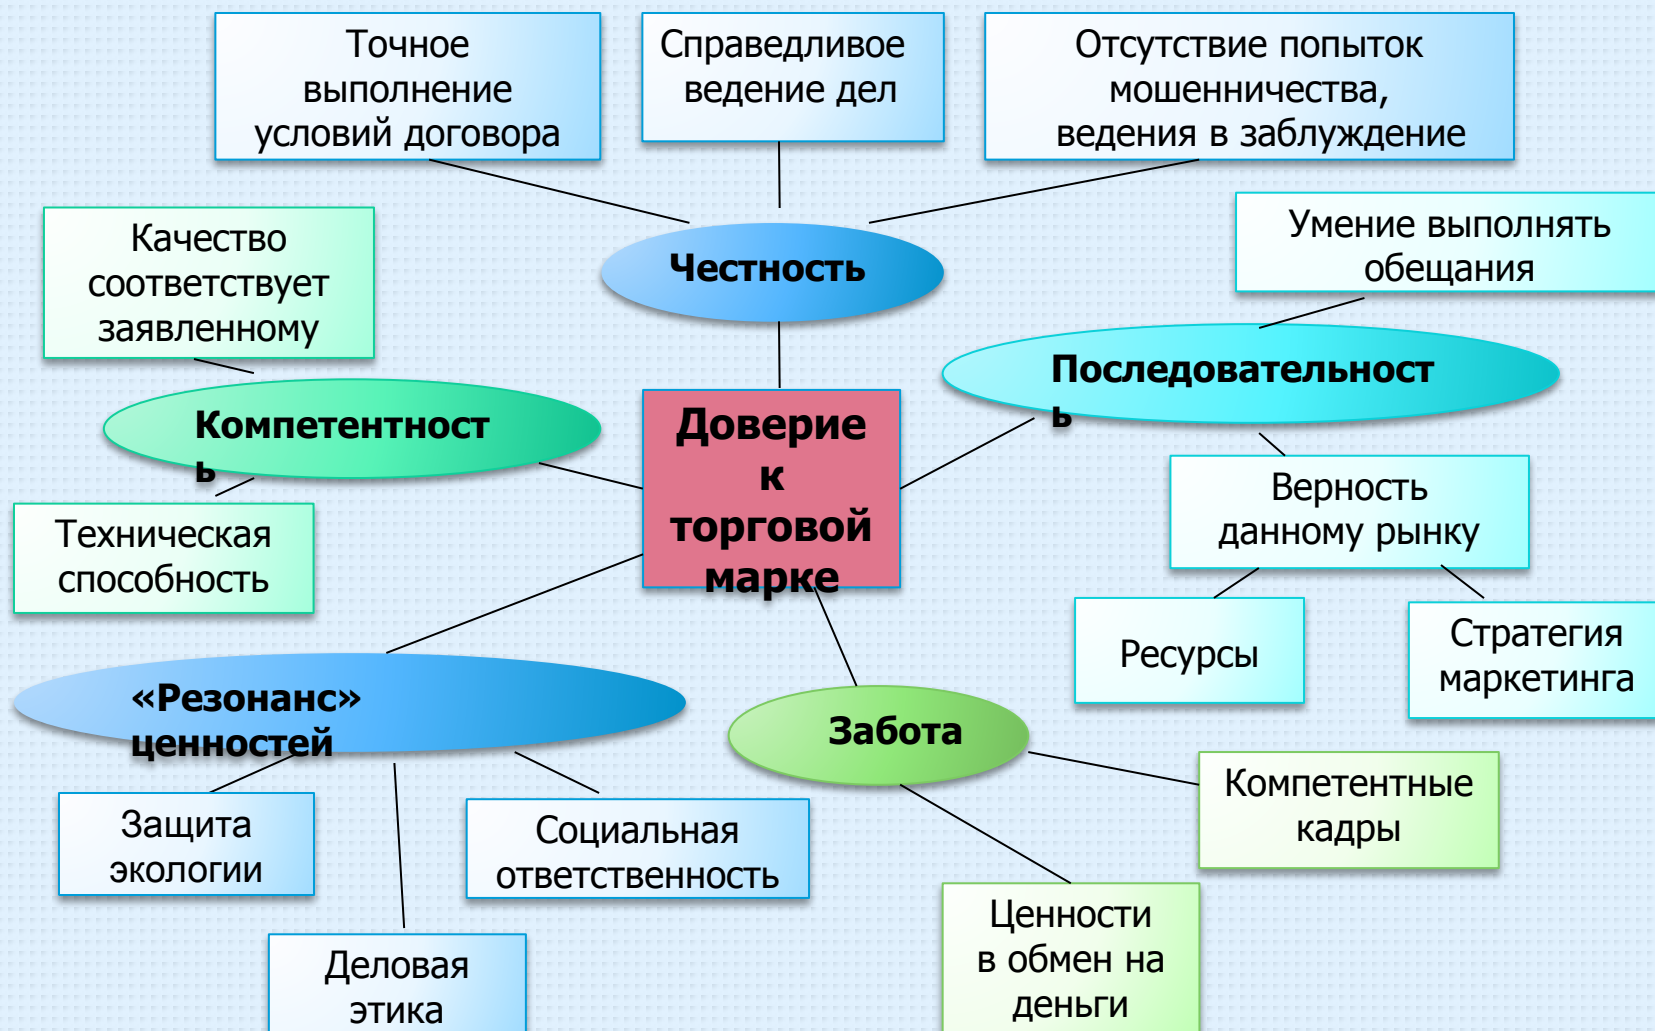 Точное
выполнение
условий договора
Справедливое
ведение дел
Отсутствие попыток
мошенничества,
ведения в заблуждение
Качество
соответствует
заявленному
Честность
Умение выполнять
обещания
Компетентност
ь
Доверие
к
торговой
марке
Последовательност
ь
Техническая
способность
Верность
данному рынку
Ресурсы
Стратегия
маркетинга
«Резонанс»
ценностей
Забота
Защита
экологии
Социальная
ответственность
Компетентные
кадры
Деловая
этика
Ценности
в обмен на
деньги